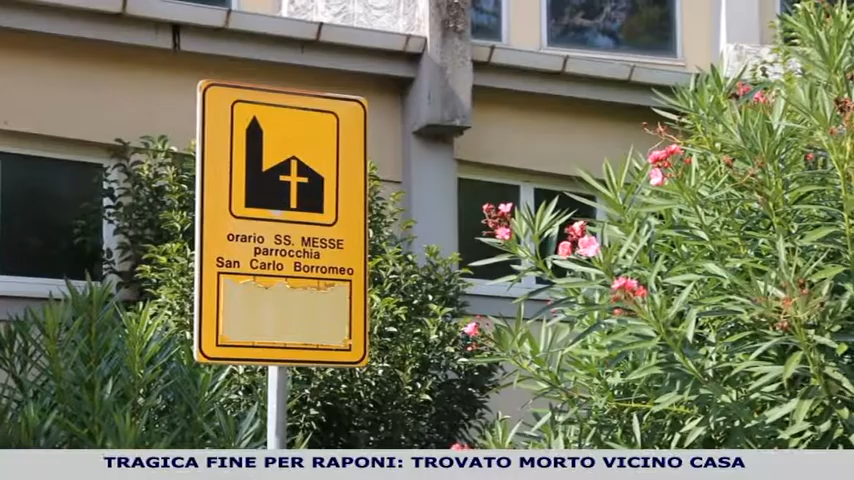 orario SS. MESSE
parrocchia
San CARLO Borromeo
TRAGICA FINE PER RAPONI: TROVATO MORTO VICINO CASA